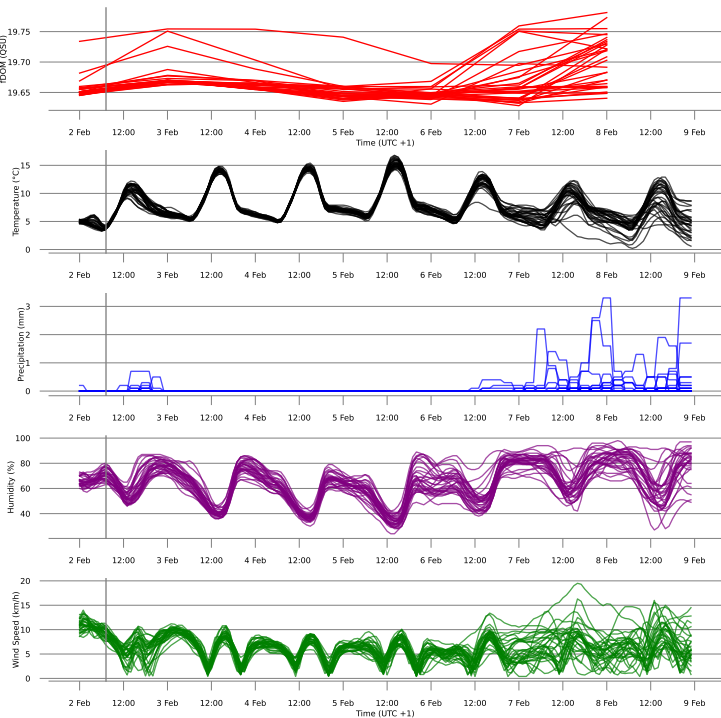 fDOM (QSU)
19.75
19.70
19.65
2 Feb 12:00 3 Feb 12:00 4 Feb 12:00 5 Feb 12:00 6 Feb 12:00 7 Feb 12:00 8 Feb 12:00 9 Feb
Time (UTC +1)
Temperature (°C)
15
10
5
0
2 Feb 12:00 3 Feb 12:00 4 Feb 12:00 5 Feb 12:00 6 Feb 12:00 7 Feb 12:00 8 Feb 12:00 9 Feb
Precipitation (mm)
3
2
1
0
2 Feb 12:00 3 Feb 12:00 4 Feb 12:00 5 Feb 12:00 6 Feb 12:00 7 Feb 12:00 8 Feb 12:00 9 Feb
Humidity (%)
100
80
60
40
2 Feb 12:00 3 Feb 12:00 4 Feb 12:00 5 Feb 12:00 6 Feb 12:00 7 Feb 12:00 8 Feb 12:00 9 Feb
Wind Speed (km/h)
20
15
10
5
0
2 Feb 12:00 3 Feb 12:00 4 Feb 12:00 5 Feb 12:00 6 Feb 12:00 7 Feb 12:00 8 Feb 12:00 9 Feb
Time (UTC +1)